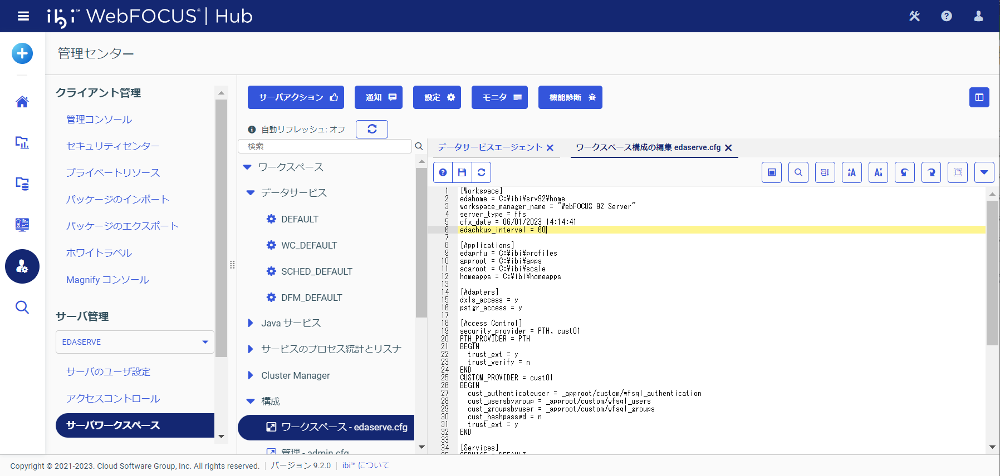 ibi™ WebFOCUS® | Hub
管理センター
クライアント管理
管理コンソール
セキュリティセンター
プライベートリソース
パッケージのインポート
パッケージのエクスポート
ホワイトラベル
Magnify コンソール
サーバ管理
EDASERVE
サーバのユーザ設定
アクセスコントロール
サーバワークスペース
サーバアクション
通知
設定
モニタ
機能診断
自動リフレッシュ: オフ
検索
ワークスペース
データサービス
DEFAULT
WC_DEFAULT
SCHED_DEFAULT
DFM_DEFAULT
Java サービス
サービスのプロセス統計とリスナ
Cluster Manager
構成
ワークスペース - edaserve.cfg
管理 - admin.cfg
データサービスエージェント
ワークスペース構成の編集 edaserve.cfg
1 [Workspace]
2 edahome = C:¥ibi¥srv92¥home
3 workspace_manager_name = "WebFOCUS 92 Server"
4 server_type = ffs
5 cfg_date = 06/01/2023 14:14:41
6 edachkup_interval = 60
7
8 [Applications]
9 edaprfu = C:¥ibi¥profiles
10 approot = C:¥ibi¥apps
11 scaroot = C:¥ibi¥scale
12 homeapps = C:¥ibi¥homeapps
13
14 [Adapters]
15 dxls_access = y
16 pstgr_access = y
17
18 [Access Control]
19 security_provider = PTH, cust01
20 PTH_PROVIDER = PTH
21 BEGIN
22 trust_ext = y
23 trust_verify = n
24 END
25 CUSTOM_PROVIDER = cust01
26 BEGIN
27 cust_authenticateuser = _approot/custom/wfsql_authentication
28 cust_usersbygroup = _approot/custom/wfsql_users
29 cust_groupsbyuser = _approot/custom/wfsql_groups
30 cust_hashpasswd = n
31 trust_ext = y
32 END
33
34 [Services]
35 SERVICE = DEFAULT
Copyright © 2021-2023. Cloud Software Group, Inc. All rights reserved. | バージョン 9.2.0 | ibi™ について